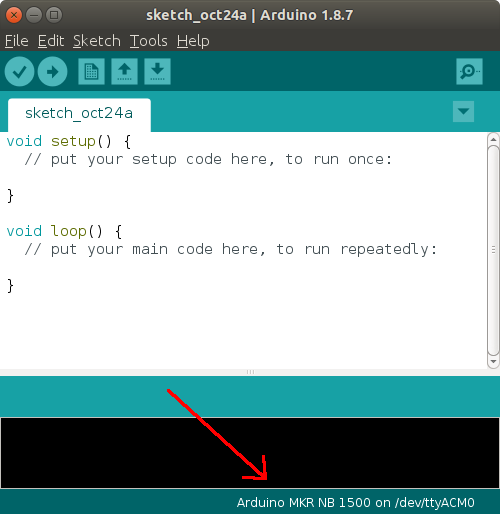 sketch_oct24a | Arduino 1.8.7
File Edit Sketch Tools Help
sketch_oct24a
void setup() {
  // put your setup code here, to run once:
}
void loop() {
  // put your main code here, to run repeatedly:
}
Arduino MKR NB 1500 on /dev/ttyACM0